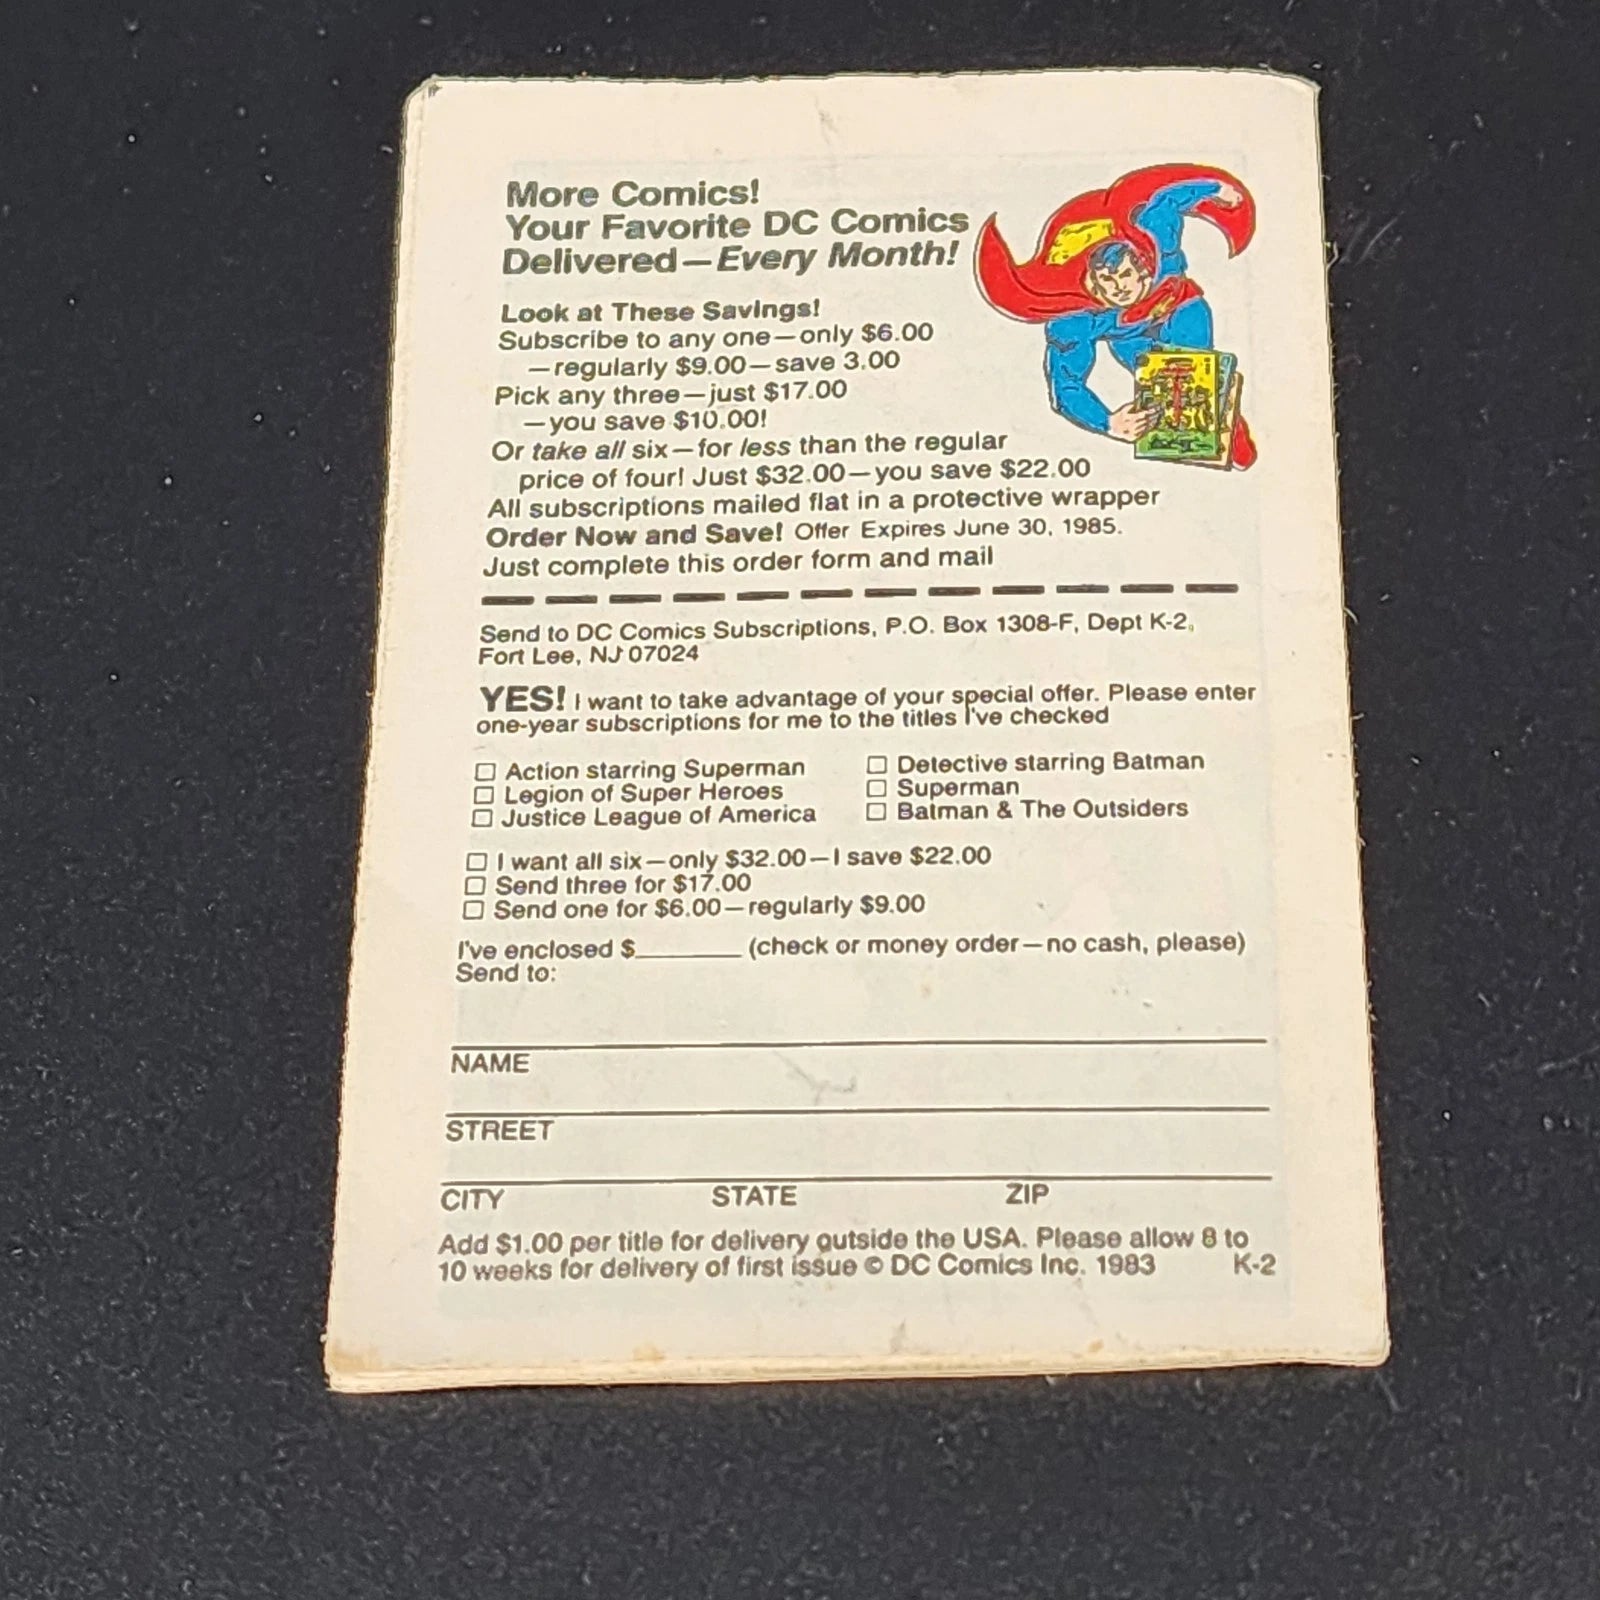 More Comics!
Your Favorite DC Comics
Delivered—Every Month!
Look at These Savings!
Subscribe to any one—only $6.00
—regularly $9.00—save 3.00
Pick any three—just $17.00
—you save $10.00!
Or take all six—for less than the regular
price of four! Just $32.00—you save $22.00
All subscriptions mailed flat in a protective wrapper
Order Now and Save! Offer Expires June 30, 1985.
Just complete this order form and mail
Send to DC Comics Subscriptions, P.O. Box 1308-F, Dept K-2,
Fort Lee, NJ 07024
YES! I want to take advantage of your special offer. Please enter
one-year subscriptions for me to the titles I've checked
☐ Action starring Superman ☐ Detective starring Batman
☐ Legion of Super Heroes ☐ Superman
☐ Justice League of America ☐ Batman & The Outsiders
☐ I want all six—only $32.00—I save $22.00
☐ Send three for $17.00
☐ Send one for $6.00—regularly $9.00
I've enclosed $_______ (check or money order—no cash, please)
Send to:
NAME
STREET
CITY STATE ZIP
Add $1.00 per title for delivery outside the USA. Please allow 8 to
10 weeks for delivery of first issue © DC Comics Inc. 1983 K-2